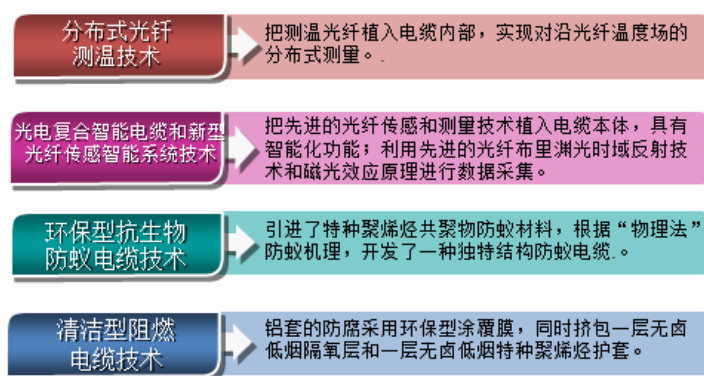 分布式光钎
测温技术
把测温光纤植入电缆内部，实现对沿光纤温度场的
分布式测量。.
光电复合智能电缆和新型
光纤传感智能系统技术
把先进的光纤传感和测量技术植入电缆本体，具有
智能化功能；利用先进的光纤布里渊光时域反射技
术和磁光效应原理进行数据采集。
环保型抗生物
防蚁电缆技术
引进了特种聚烯烃共聚物防蚁材料，根据“物理法”
防蚁机理，开发了一种独特结构防蚁电缆.。
清洁型阻燃
电缆技术
铝套的防腐采用环保型涂覆膜，同时挤包一层无卤
低烟隔氧层和一层无卤低烟特种聚烯烃护套。